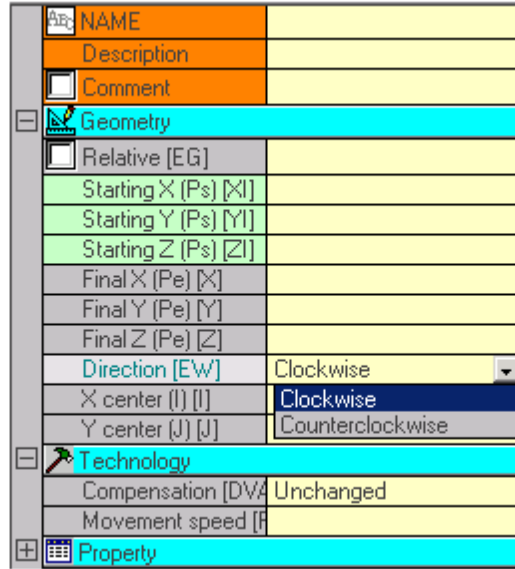 ABC NAME
Description
Comment
Geometry
Relative [EG]
Starting X (Ps) [XI]
Starting Y (Ps) [YI]
Starting Z (Ps) [ZI]
Final X (Pe) [X]
Final Y (Pe) [Y]
Final Z (Pe) [Z]
Direction [EW] Clockwise
X center (I) [I] Clockwise
Y center (J) [J] Counterclockwise
Technology
Compensation [DVA Unchanged
Movement speed [F
Property